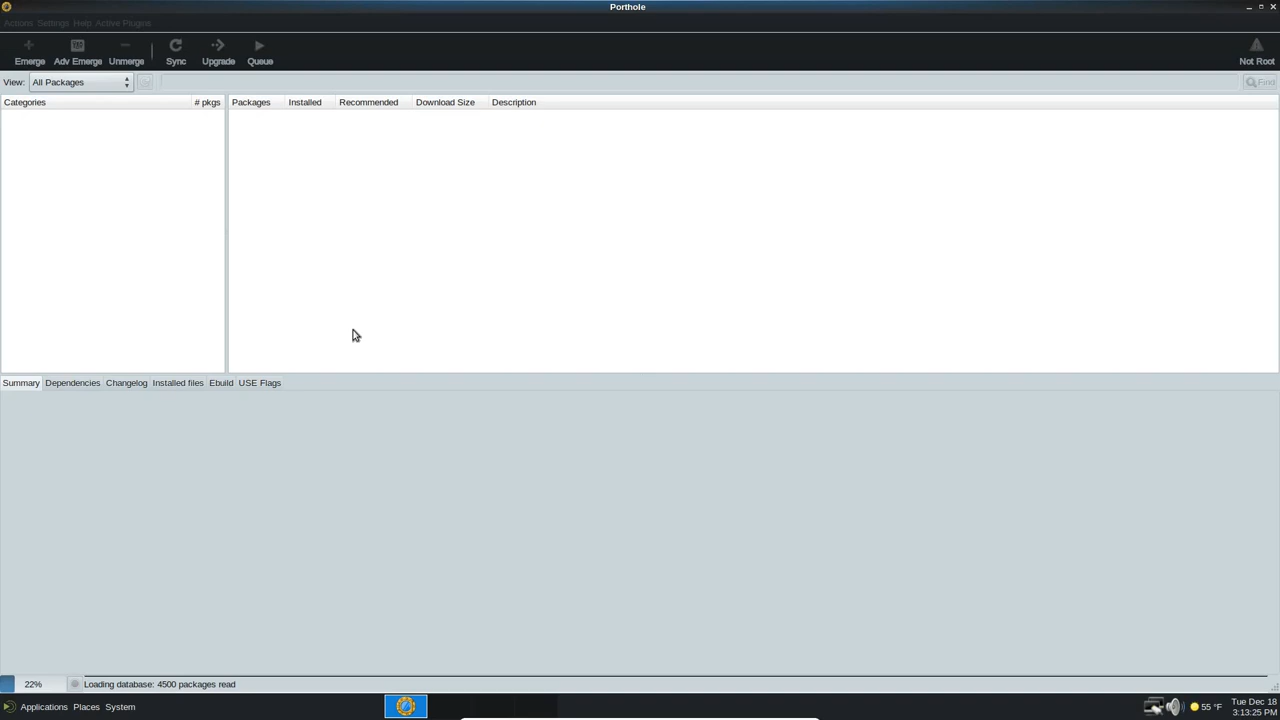 Porthole
Actions Settings Help Active Plugins
Emerge Adv Emerge Unmerge Sync Upgrade Queue Not Root
View: All Packages Find
Categories # pkgs Packages Installed Recommended Download Size Description
Summary Dependencies Changelog Installed files Ebuild USE Flags
22% Loading database: 4500 packages read
Applications Places System 55 °F Tue Dec 18
3:13:25 PM